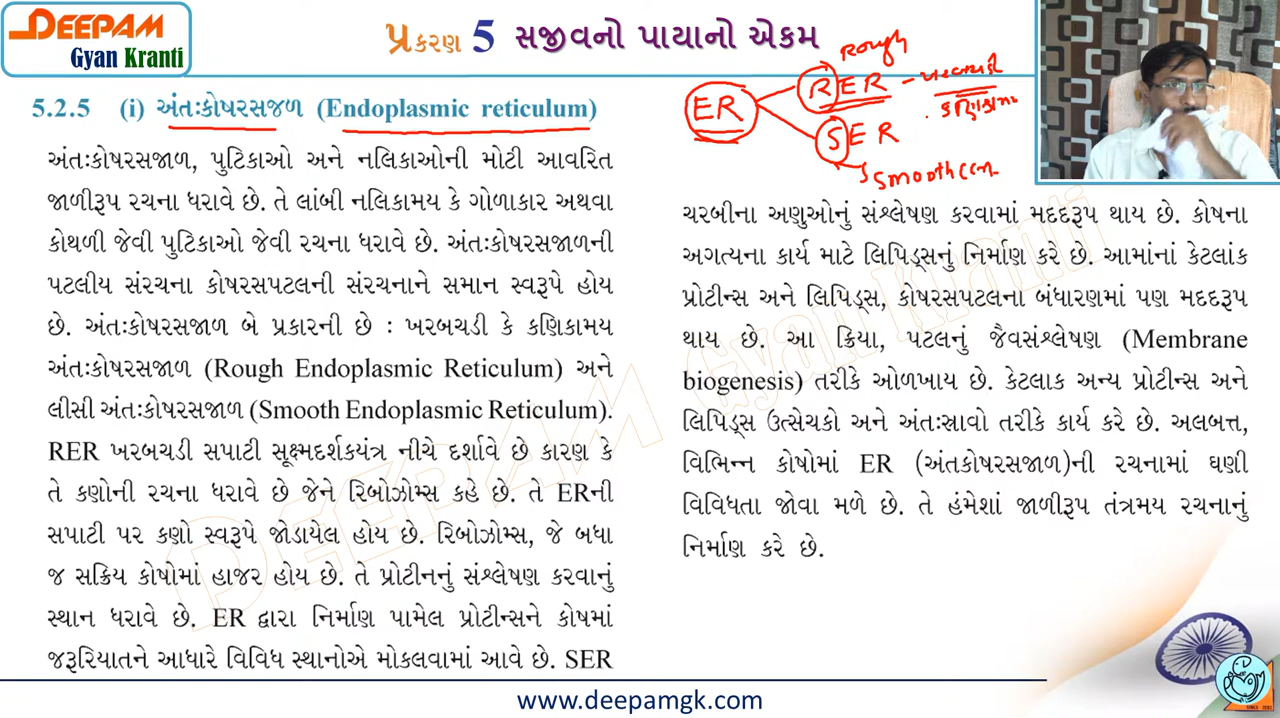 DEEPAM
Gyan Kranti
પ્રકરણ 5 સજીવનો પાયાનો એકમ
5.2.5 (i) અંતઃકોષરસજળ (Endoplasmic reticulum)
ER
Rough
RER -
SER
Smooth
અંતઃકોષરસજાળ, પુટિકાઓ અને નલિકાઓની મોટી આવરિત
જાળીરૂપ રચના ધરાવે છે. તે લાંબી નલિકામય કે ગોળાકાર અથવા
કોથળી જેવી પુટિકાઓ જેવી રચના ધરાવે છે. અંતઃકોષરસજાળની
પટલીય સંરચના કોષરસપટલની સંરચનાને સમાન સ્વરૂપે હોય
છે. અંતઃકોષરસજાળ બે પ્રકારની છે : ખરબચડી કે કણિકામય
અંતઃકોષરસજાળ (Rough Endoplasmic Reticulum) અને
લીસી અંતઃકોષરસજાળ (Smooth Endoplasmic Reticulum).
RER ખરબચડી સપાટી સૂક્ષ્મદર્શકયંત્ર નીચે દર્શાવે છે કારણ કે
તે કણોની રચના ધરાવે છે જેને રિબોઝોમ્સ કહે છે. તે ERની
સપાટી પર કણો સ્વરૂપે જોડાયેલ હોય છે. રિબોઝોમ્સ, જે બધા
જ સક્રિય કોષોમાં હાજર હોય છે. તે પ્રોટીનનું સંશ્લેષણ કરવાનું
સ્થાન ધરાવે છે. ER દ્વારા નિર્માણ પામેલ પ્રોટીન્સને કોષમાં
જરૂરિયાતને આધારે વિવિધ સ્થાનોએ મોકલવામાં આવે છે. SER
ચરબીના અણુઓનું સંશ્લેષણ કરવામાં મદદરૂપ થાય છે. કોષના
અગત્યના કાર્ય માટે લિપિડ્સનું નિર્માણ કરે છે. આમાંનાં કેટલાંક
પ્રોટીન્સ અને લિપિડ્સ, કોષરસપટલના બંધારણમાં પણ મદદરૂપ
થાય છે. આ ક્રિયા, પટલનું જૈવસંશ્લેષણ (Membrane
biogenesis) તરીકે ઓળખાય છે. કેટલાક અન્ય પ્રોટીન્સ અને
લિપિડ્સ ઉત્સેચકો અને અંતઃસ્રાવો તરીકે કાર્ય કરે છે. અલબત્ત,
વિભિન્ન કોષોમાં ER (અંતકોષરસજાળ)ની રચનામાં ઘણી
વિવિધતા જોવા મળે છે. તે હંમેશાં જાળીરૂપ તંત્રમય રચનાનું
નિર્માણ કરે છે.
DEEPAM Gyan Kranti
www.deepamgk.com